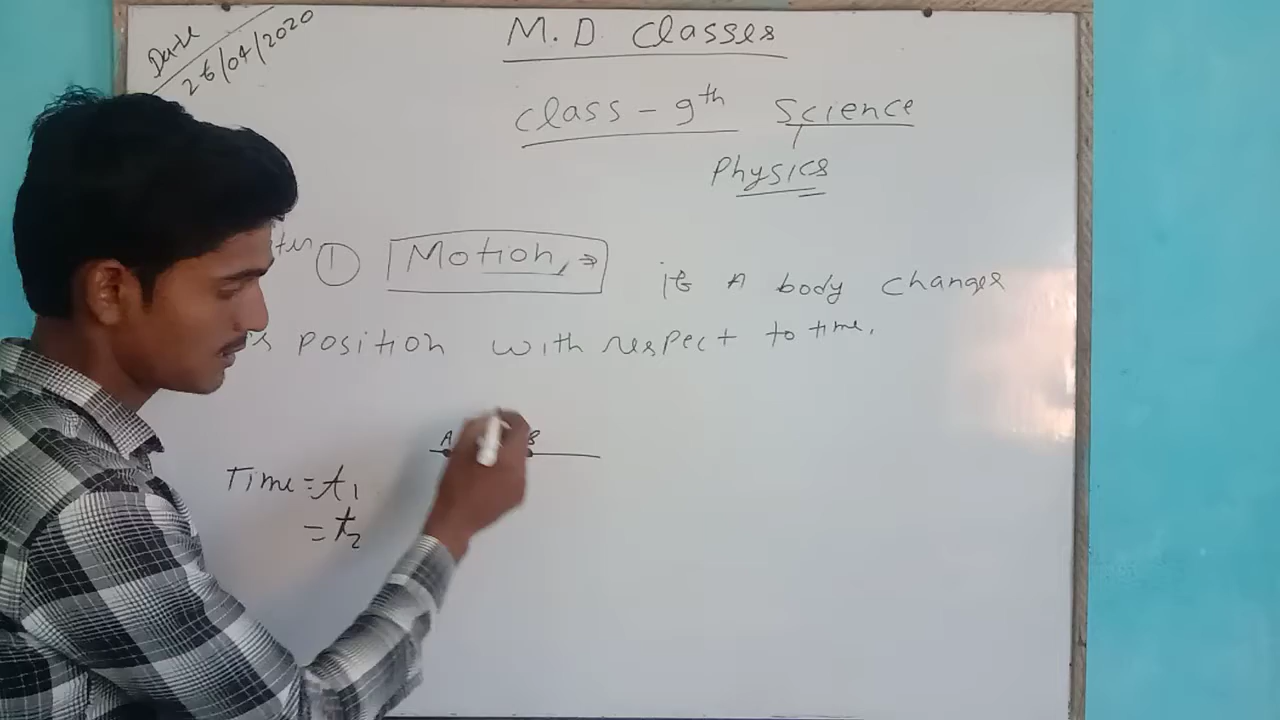 Date
26/04/2020
M.D. Classes
Class - 9th Science
Physics
① Motion, → if A body changes
position with respect to time.
A B
Time = t1
= t2